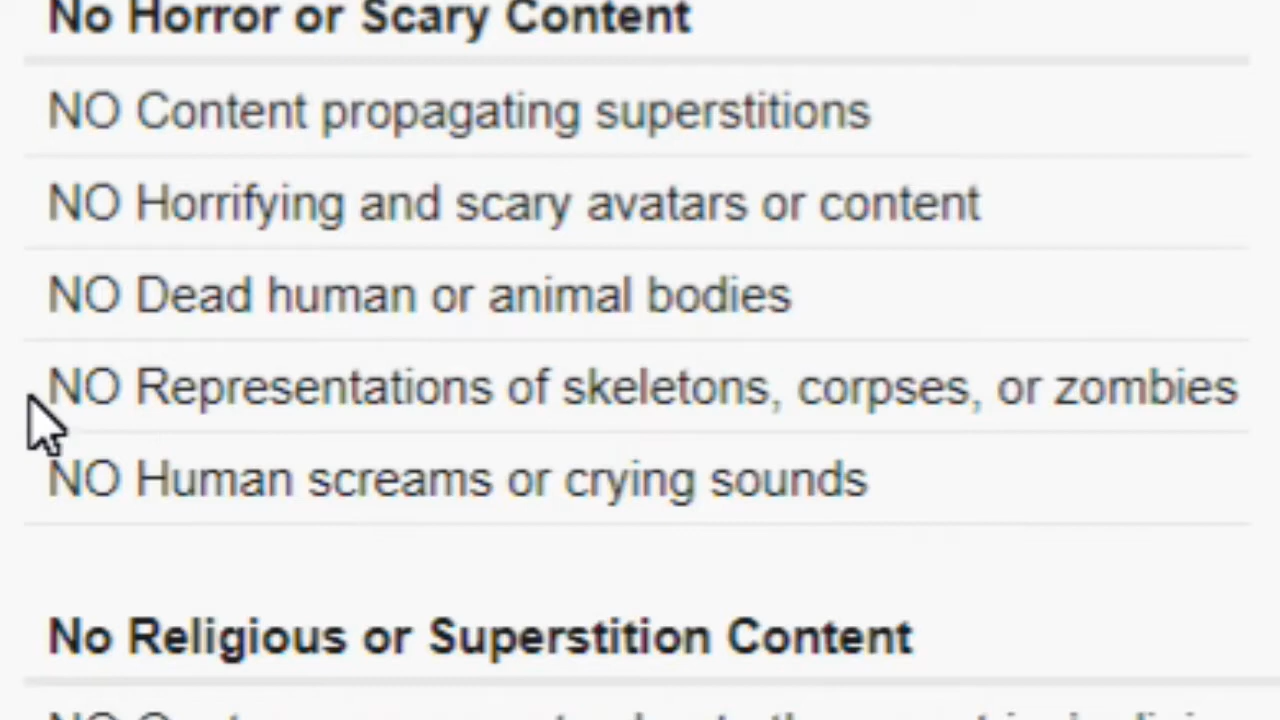 No Horror or Scary Content
NO Content propagating superstitions
NO Horrifying and scary avatars or content
NO Dead human or animal bodies
NO Representations of skeletons, corpses, or zombies
NO Human screams or crying sounds
No Religious or Superstition Content